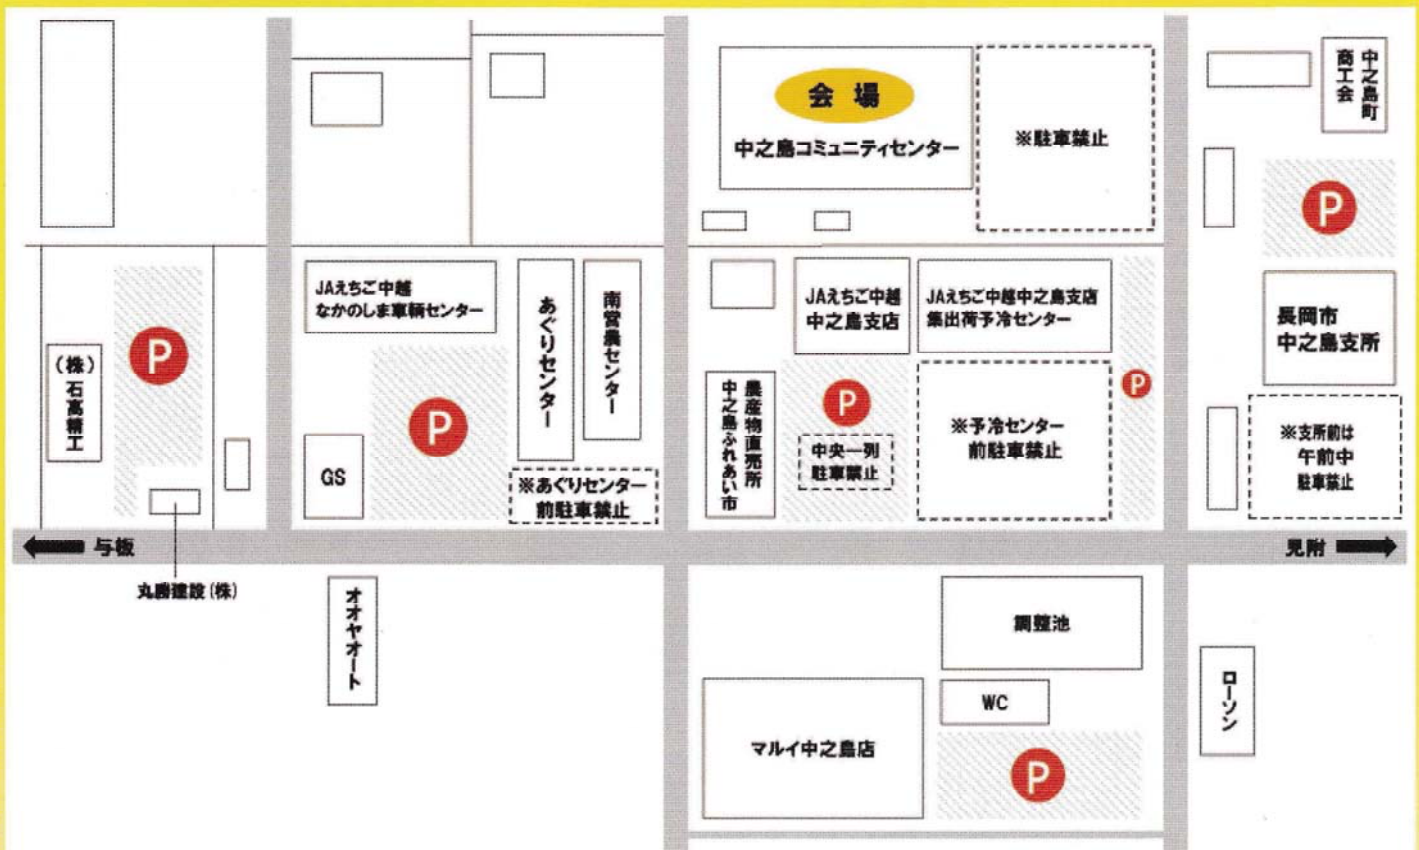 会場
中之島コミュニティセンター
※駐車禁止
中之島町
商工会
P
JAえちご中越
なかのしま車輌センター
あぐりセンター
南営農センター
JAえちご中越
中之島支店
JAえちご中越中之島支店
集出荷予冷センター
長岡市
中之島支所
P
(株)石高精工
P
GS
※あぐりセンター
前駐車禁止
農産物直売所
中之島ふれあい市
P
中央一列
駐車禁止
※予冷センター
前駐車禁止
P
※支所前は
午前中
駐車禁止
与板
見附
丸勝建設(株)
オオヤオート
調整池
WC
マルイ中之島店
P
ローソン